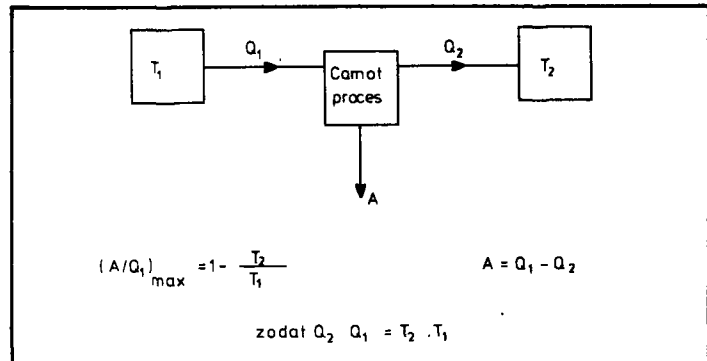 T₁ Q₁ Carnot proces Q₂ T₂
A
(A/Q₁)max = 1 - T₂/T₁ A = Q₁ - Q₂
zodat Q₂ Q₁ = T₂ . T₁